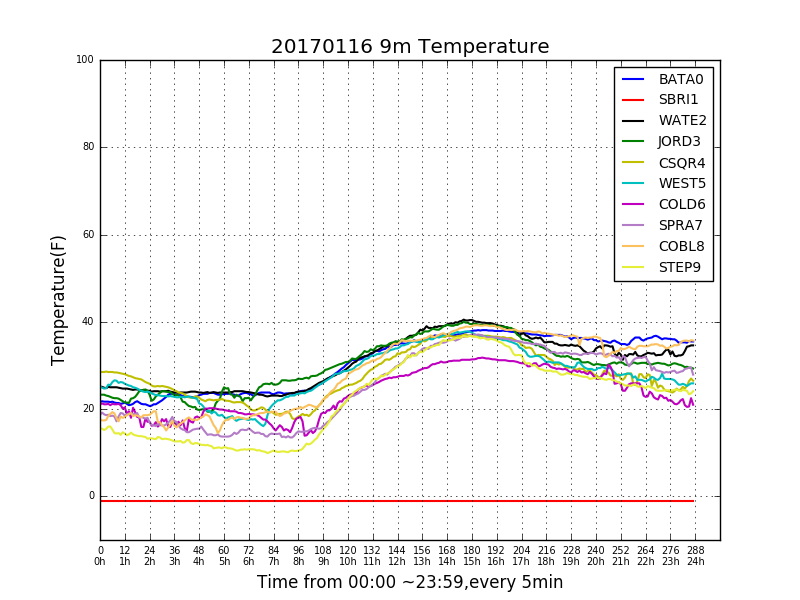 20170116 9m Temperature
100
80
60
40
20
0
Temperature(F)
BATA0
SBRI1
WATE2
JORD3
CSQR4
WEST5
COLD6
SPRA7
COBL8
STEP9
0 12 24 36 48 60 72 84 96 108 120 132 144 156 168 180 192 204 216 228 240 252 264 276 288
0h 1h 2h 3h 4h 5h 6h 7h 8h 9h 10h 11h 12h 13h 14h 15h 16h 17h 18h 19h 20h 21h 22h 23h 24h
Time from 00:00 ~23:59,every 5min